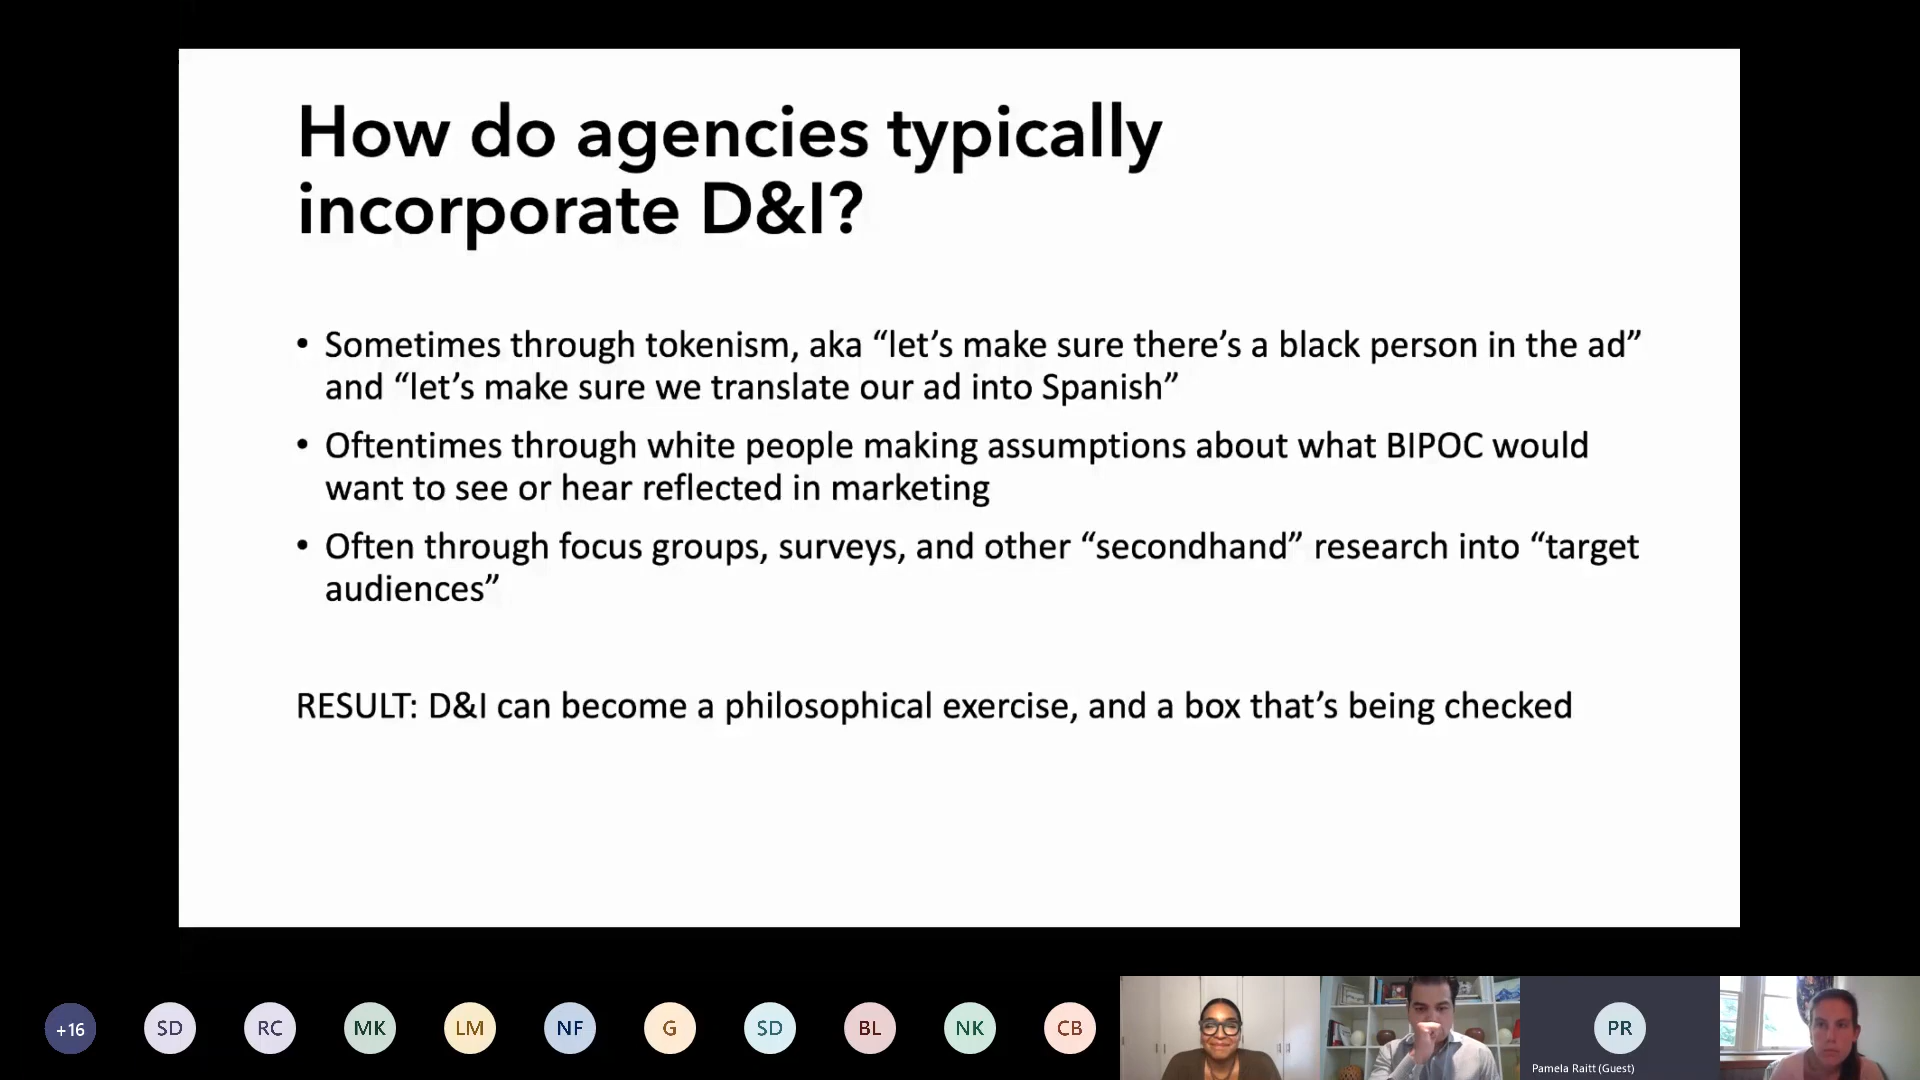 How do agencies typically
incorporate D&I?
• Sometimes through tokenism, aka “let’s make sure there’s a black person in the ad”
and “let’s make sure we translate our ad into Spanish”
• Oftentimes through white people making assumptions about what BIPOC would
want to see or hear reflected in marketing
• Often through focus groups, surveys, and other “secondhand” research into “target
audiences”
RESULT: D&I can become a philosophical exercise, and a box that’s being checked
+16 SD RC MK LM NF G SD BL NK CB PR
Pamela Raitt (Guest)